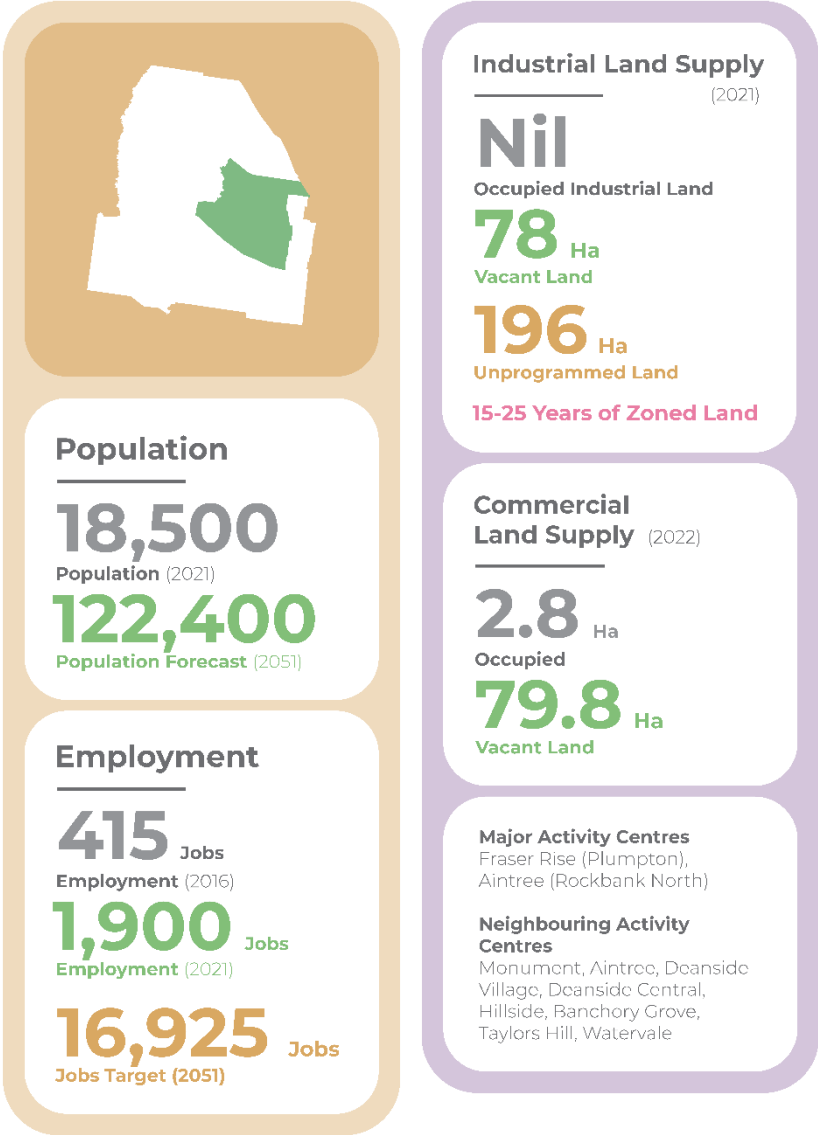 Population
18,500
Population (2021)
122,400
Population Forecast (2051)
Employment
415 Jobs
Employment (2016)
1,900 Jobs
Employment (2021)
16,925 Jobs
Jobs Target (2051)
Industrial Land Supply
(2021)
Nil
Occupied Industrial Land
78 Ha
Vacant Land
196 Ha
Unprogrammed Land
15-25 Years of Zoned Land
Commercial
Land Supply (2022)
2.8 Ha
Occupied
79.8 Ha
Vacant Land
Major Activity Centres
Fraser Rise (Plumpton),
Aintree (Rockbank North)
Neighbouring Activity
Centres
Monument, Aintree, Deanside
Village, Deanside Central,
Hillside, Banchory Grove,
Taylors Hill, Watervale